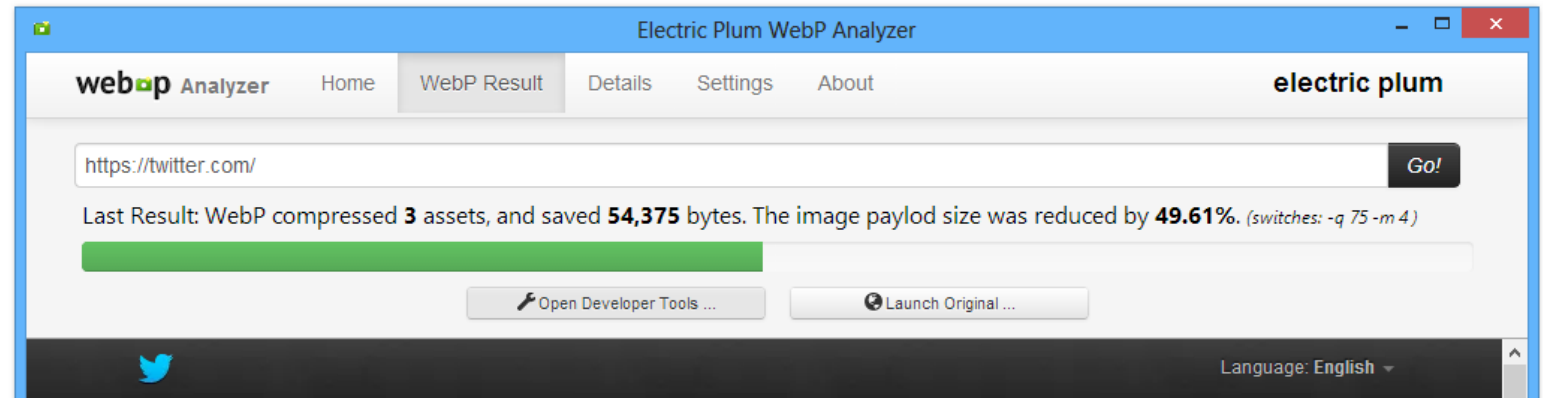 Electric Plum WebP Analyzer
webp Analyzer Home WebP Result Details Settings About electric plum
https://twitter.com/ Go!
Last Result: WebP compressed 3 assets, and saved 54,375 bytes. The image paylod size was reduced by 49.61%. (switches: -q 75 -m 4 )
Open Developer Tools ... Launch Original ...
Language: English